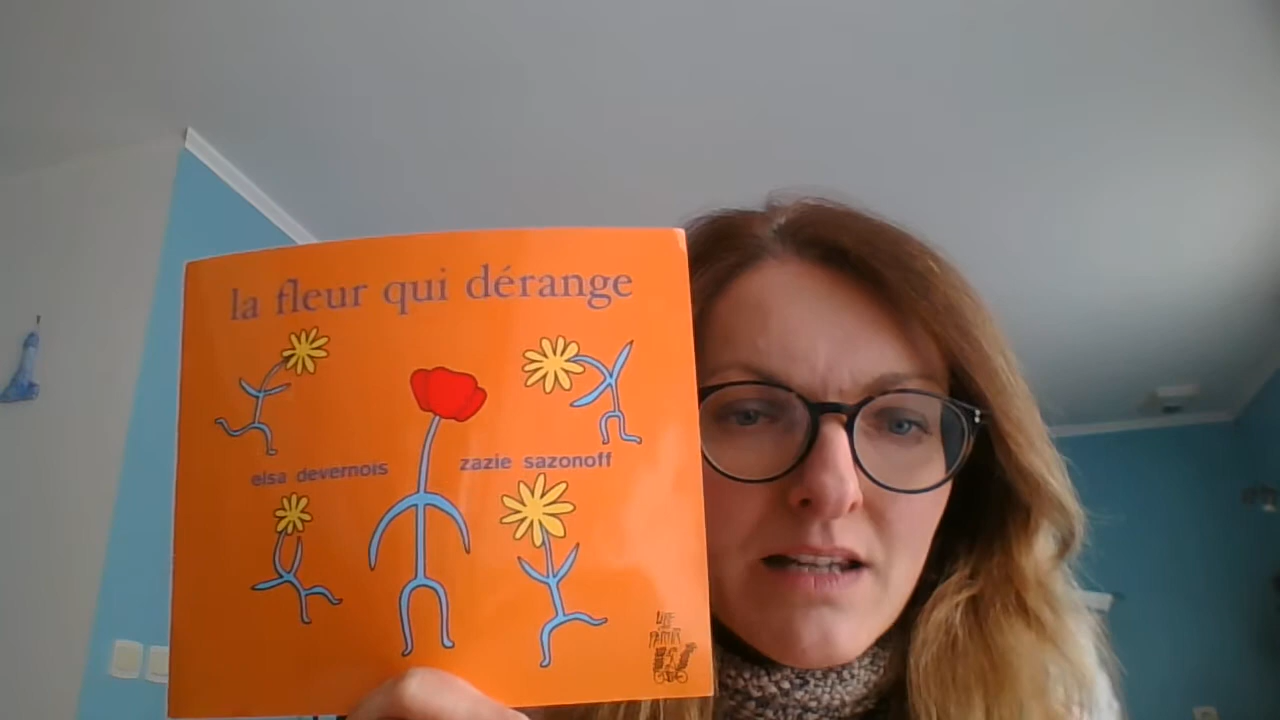 la fleur qui dérange
elsa devernois
zazie sazonoff